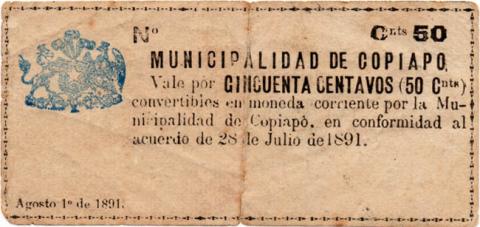 Nº Cnts 50
MUNICIPALIDAD DE COPIAPO,
Vale por CINCUENTA CENTAVOS (50 Cnts)
convertibles en moneda corriente por la Mu-
nicipalidad de Copiapò, en conformidad al
acuerdo de 28 de Julio de 1891.
Agosto 1º de 1891.